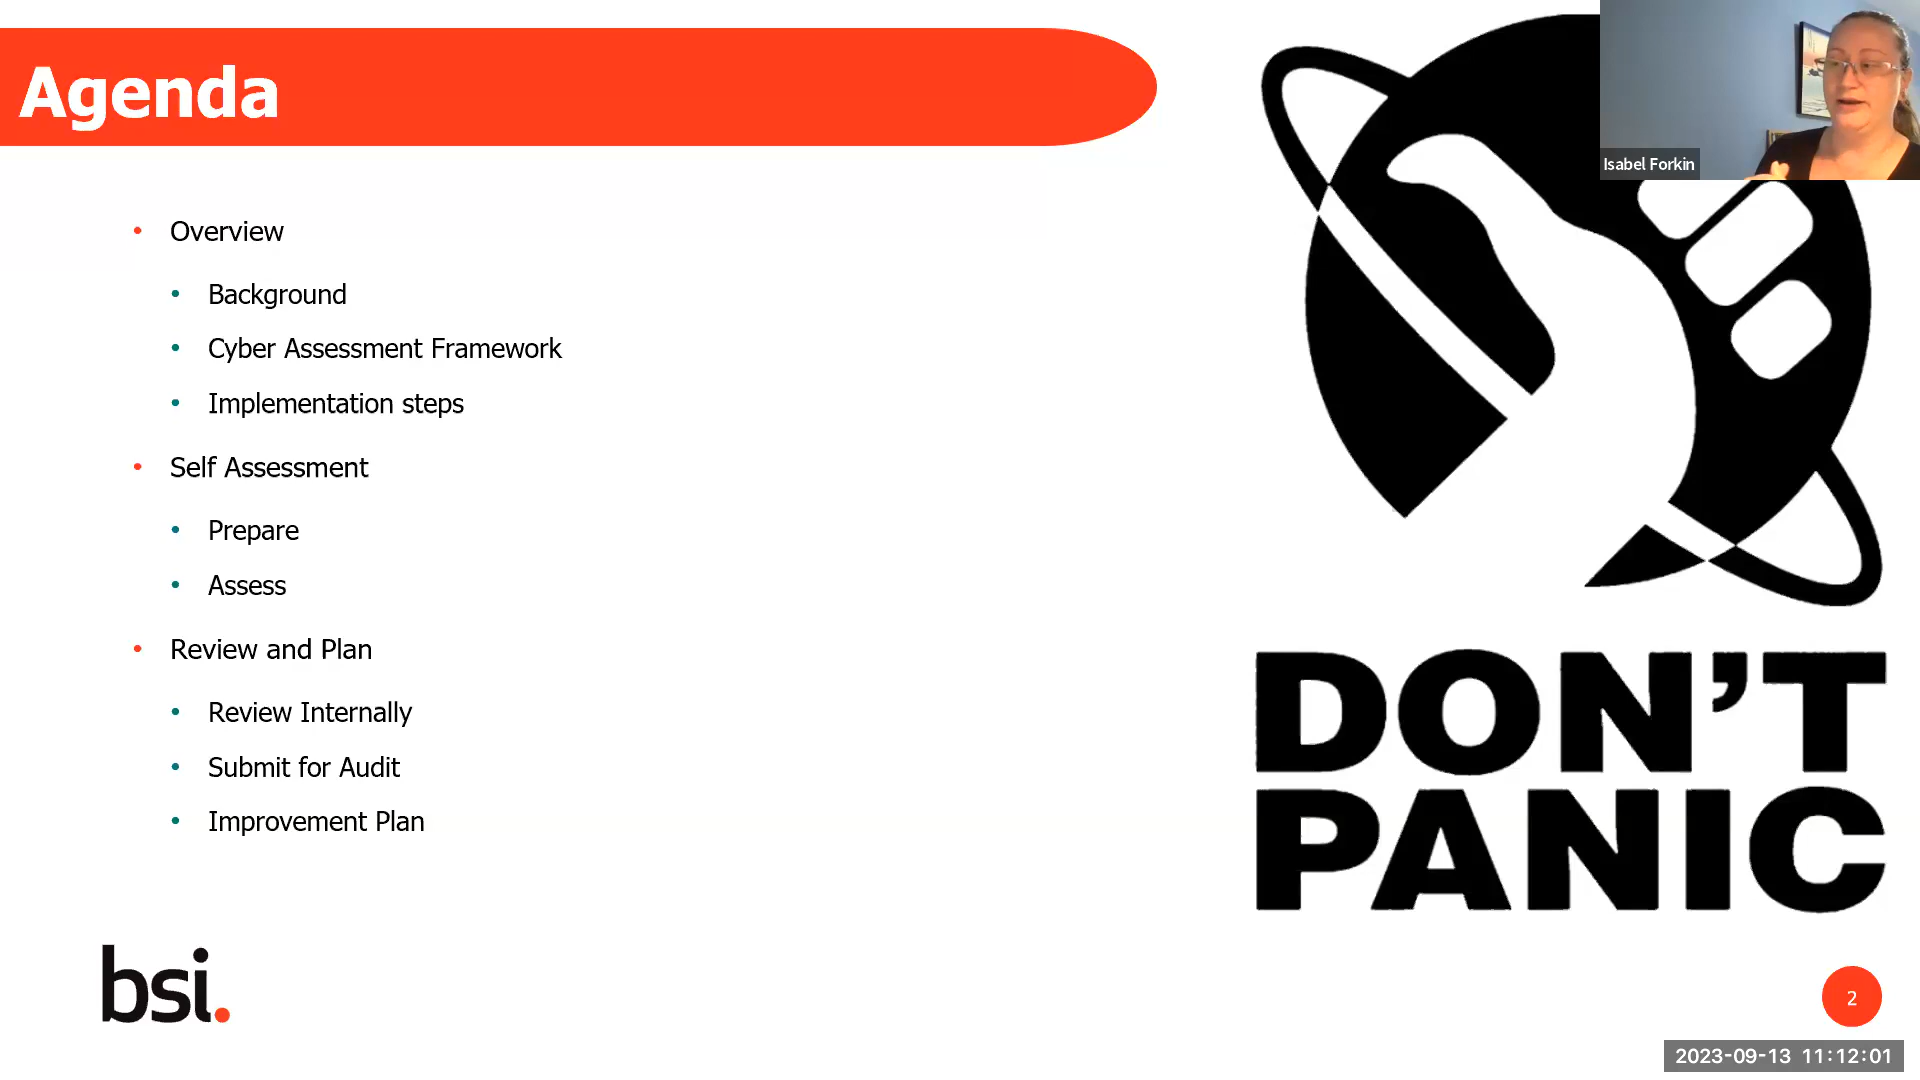 Agenda
Isabel Forkin
• Overview
• Background
• Cyber Assessment Framework
• Implementation steps
• Self Assessment
• Prepare
• Assess
• Review and Plan
• Review Internally
• Submit for Audit
• Improvement Plan
DON’T
PANIC
bsi.
2
2023-09-13 11:12:01